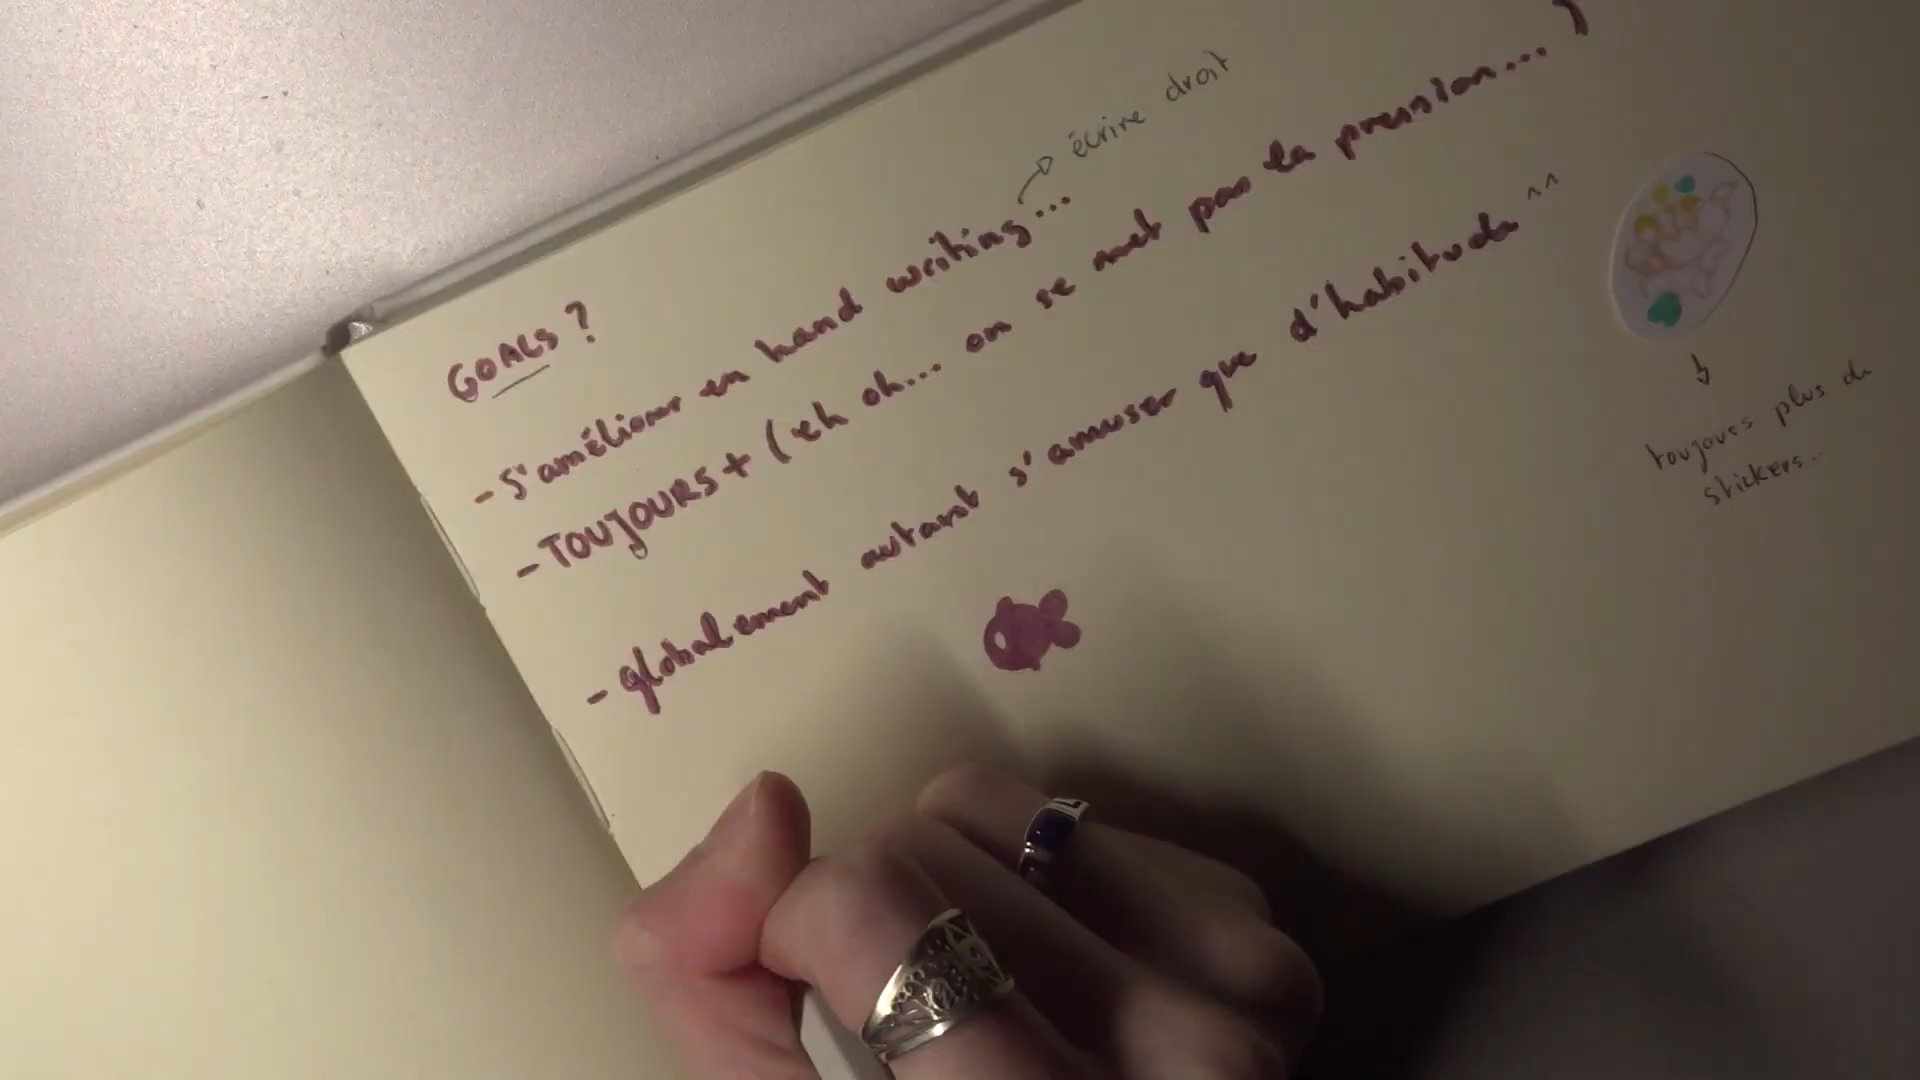 GOALS ?
- S'améliorer en hand writing...
→ écrire droit
- TOUJOURS + (eh oh... on se met pas la pression...)
- globalement autant s'amuser que d'habitude ^^
toujours plus de
stickers...